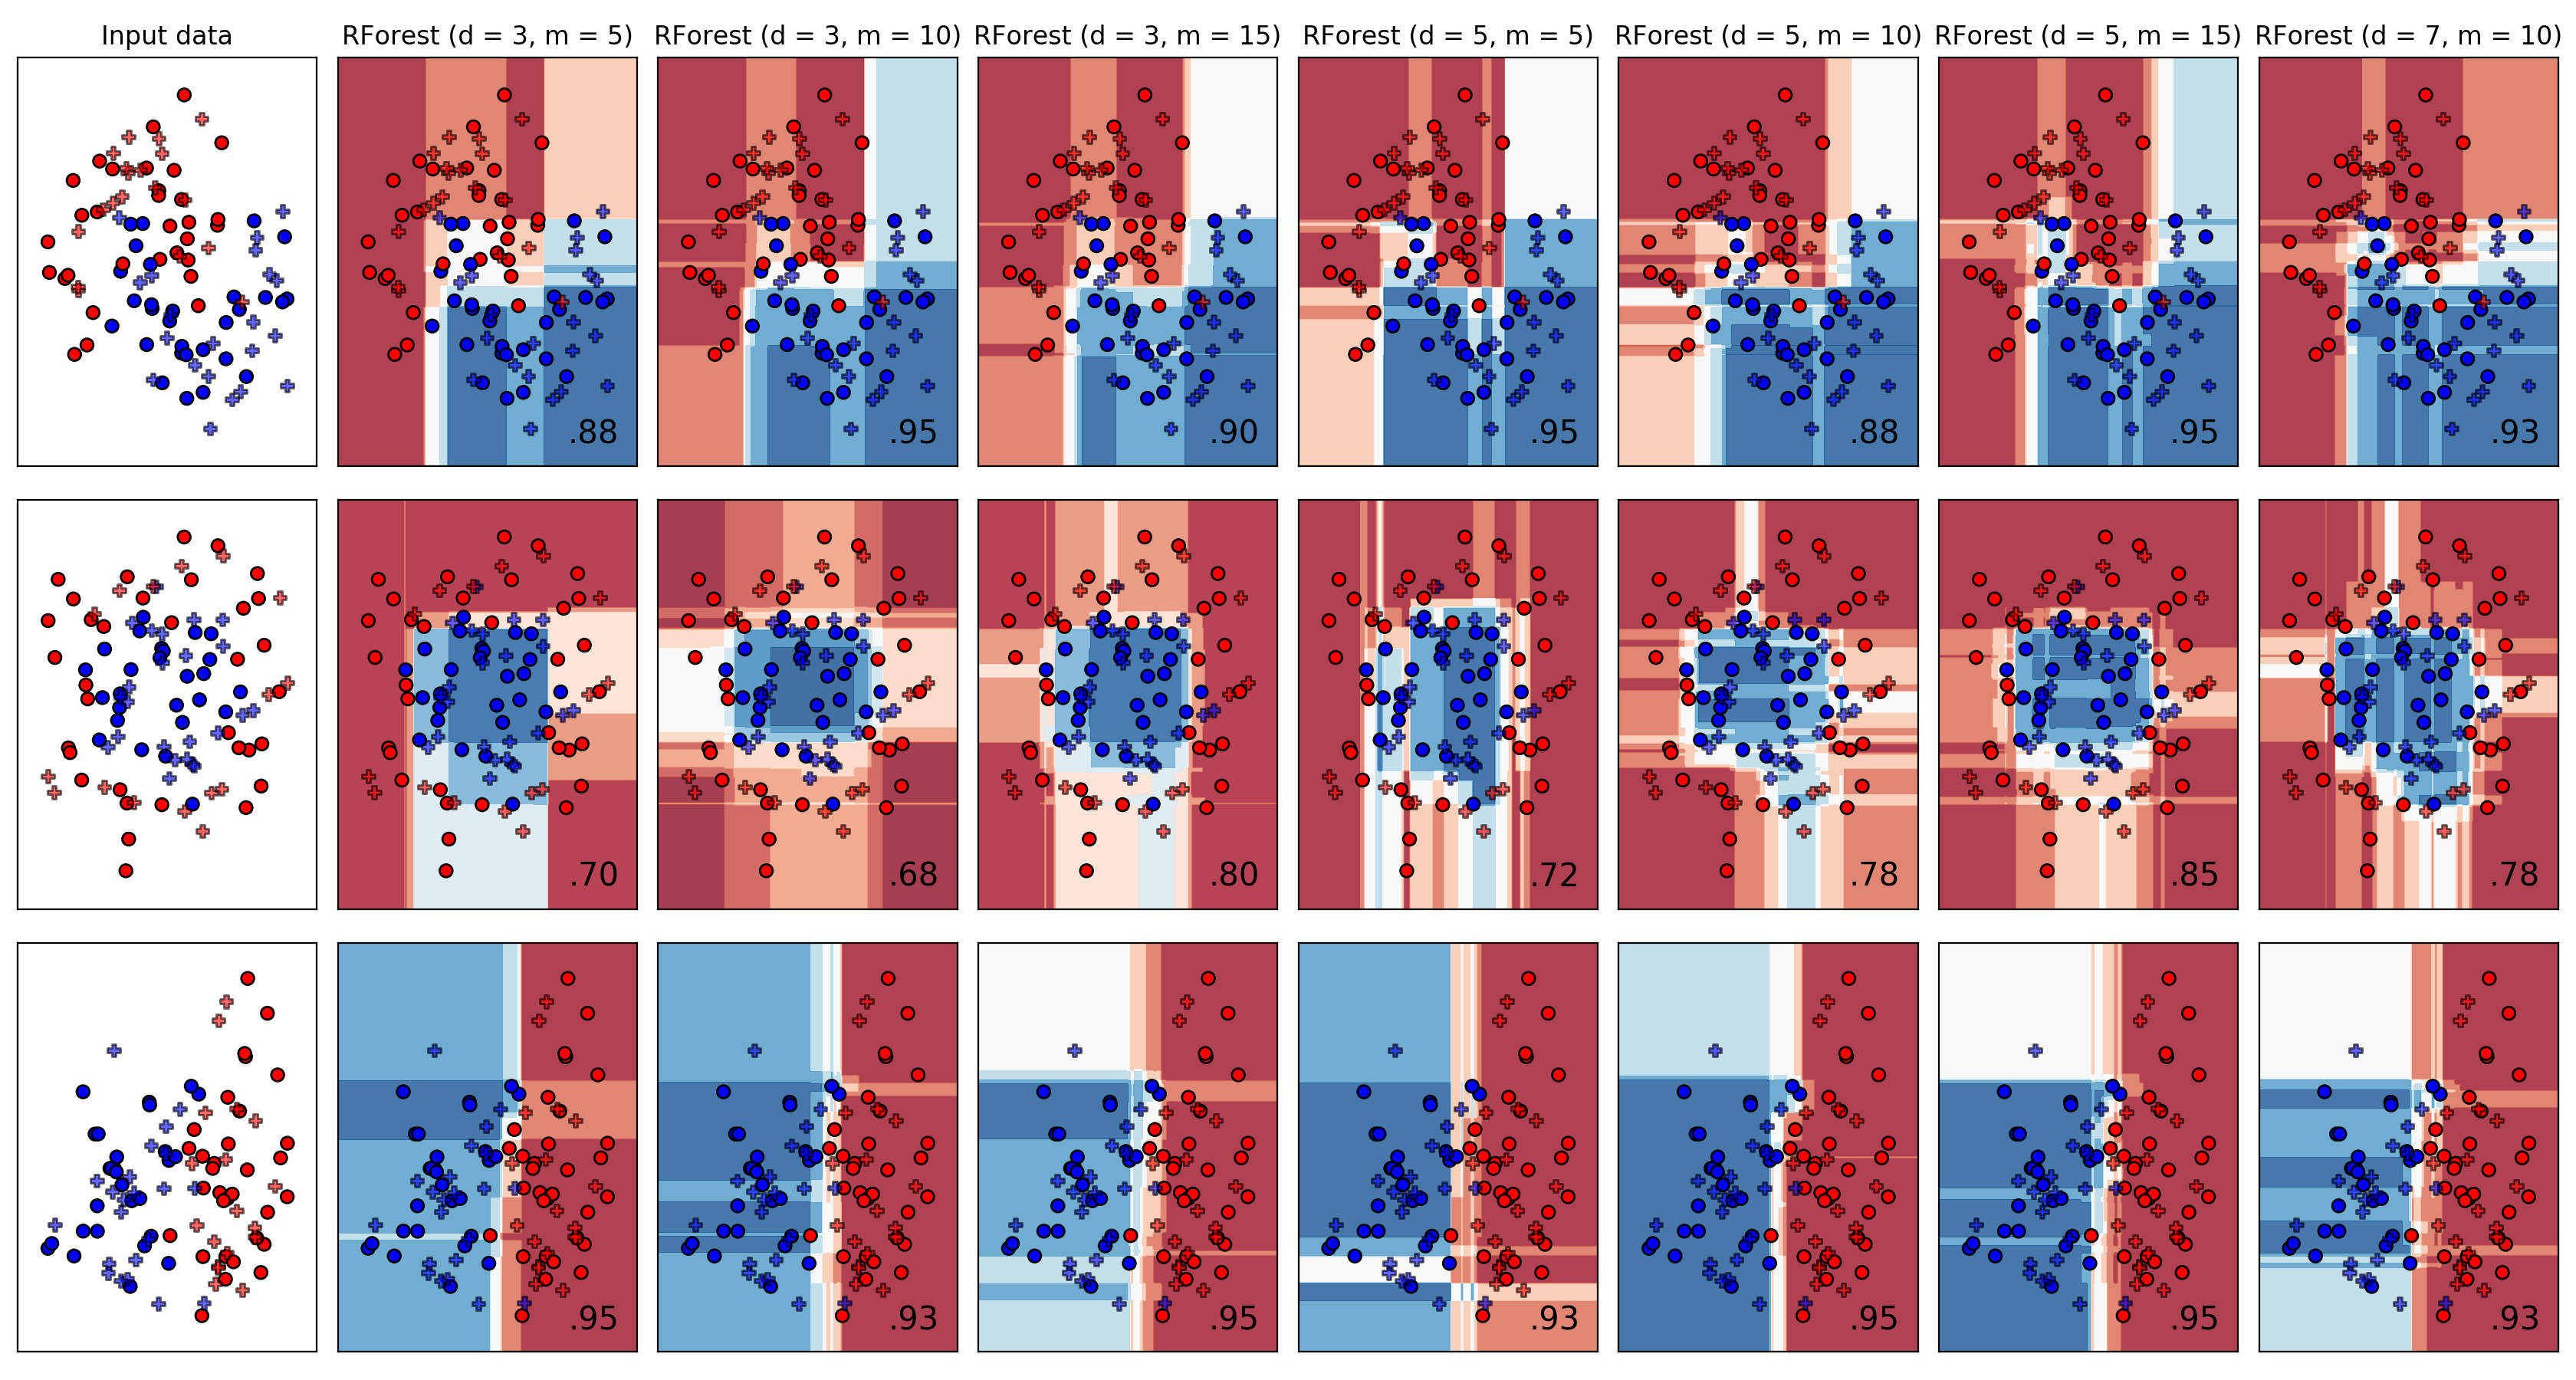 Input data
RForest (d = 3, m = 5)
RForest (d = 3, m = 10)
RForest (d = 3, m = 15)
RForest (d = 5, m = 5)
RForest (d = 5, m = 10)
RForest (d = 5, m = 15)
RForest (d = 7, m = 10)
.88
.95
.90
.95
.88
.95
.93
.70
.68
.80
.72
.78
.85
.78
.95
.93
.95
.93
.95
.95
.93